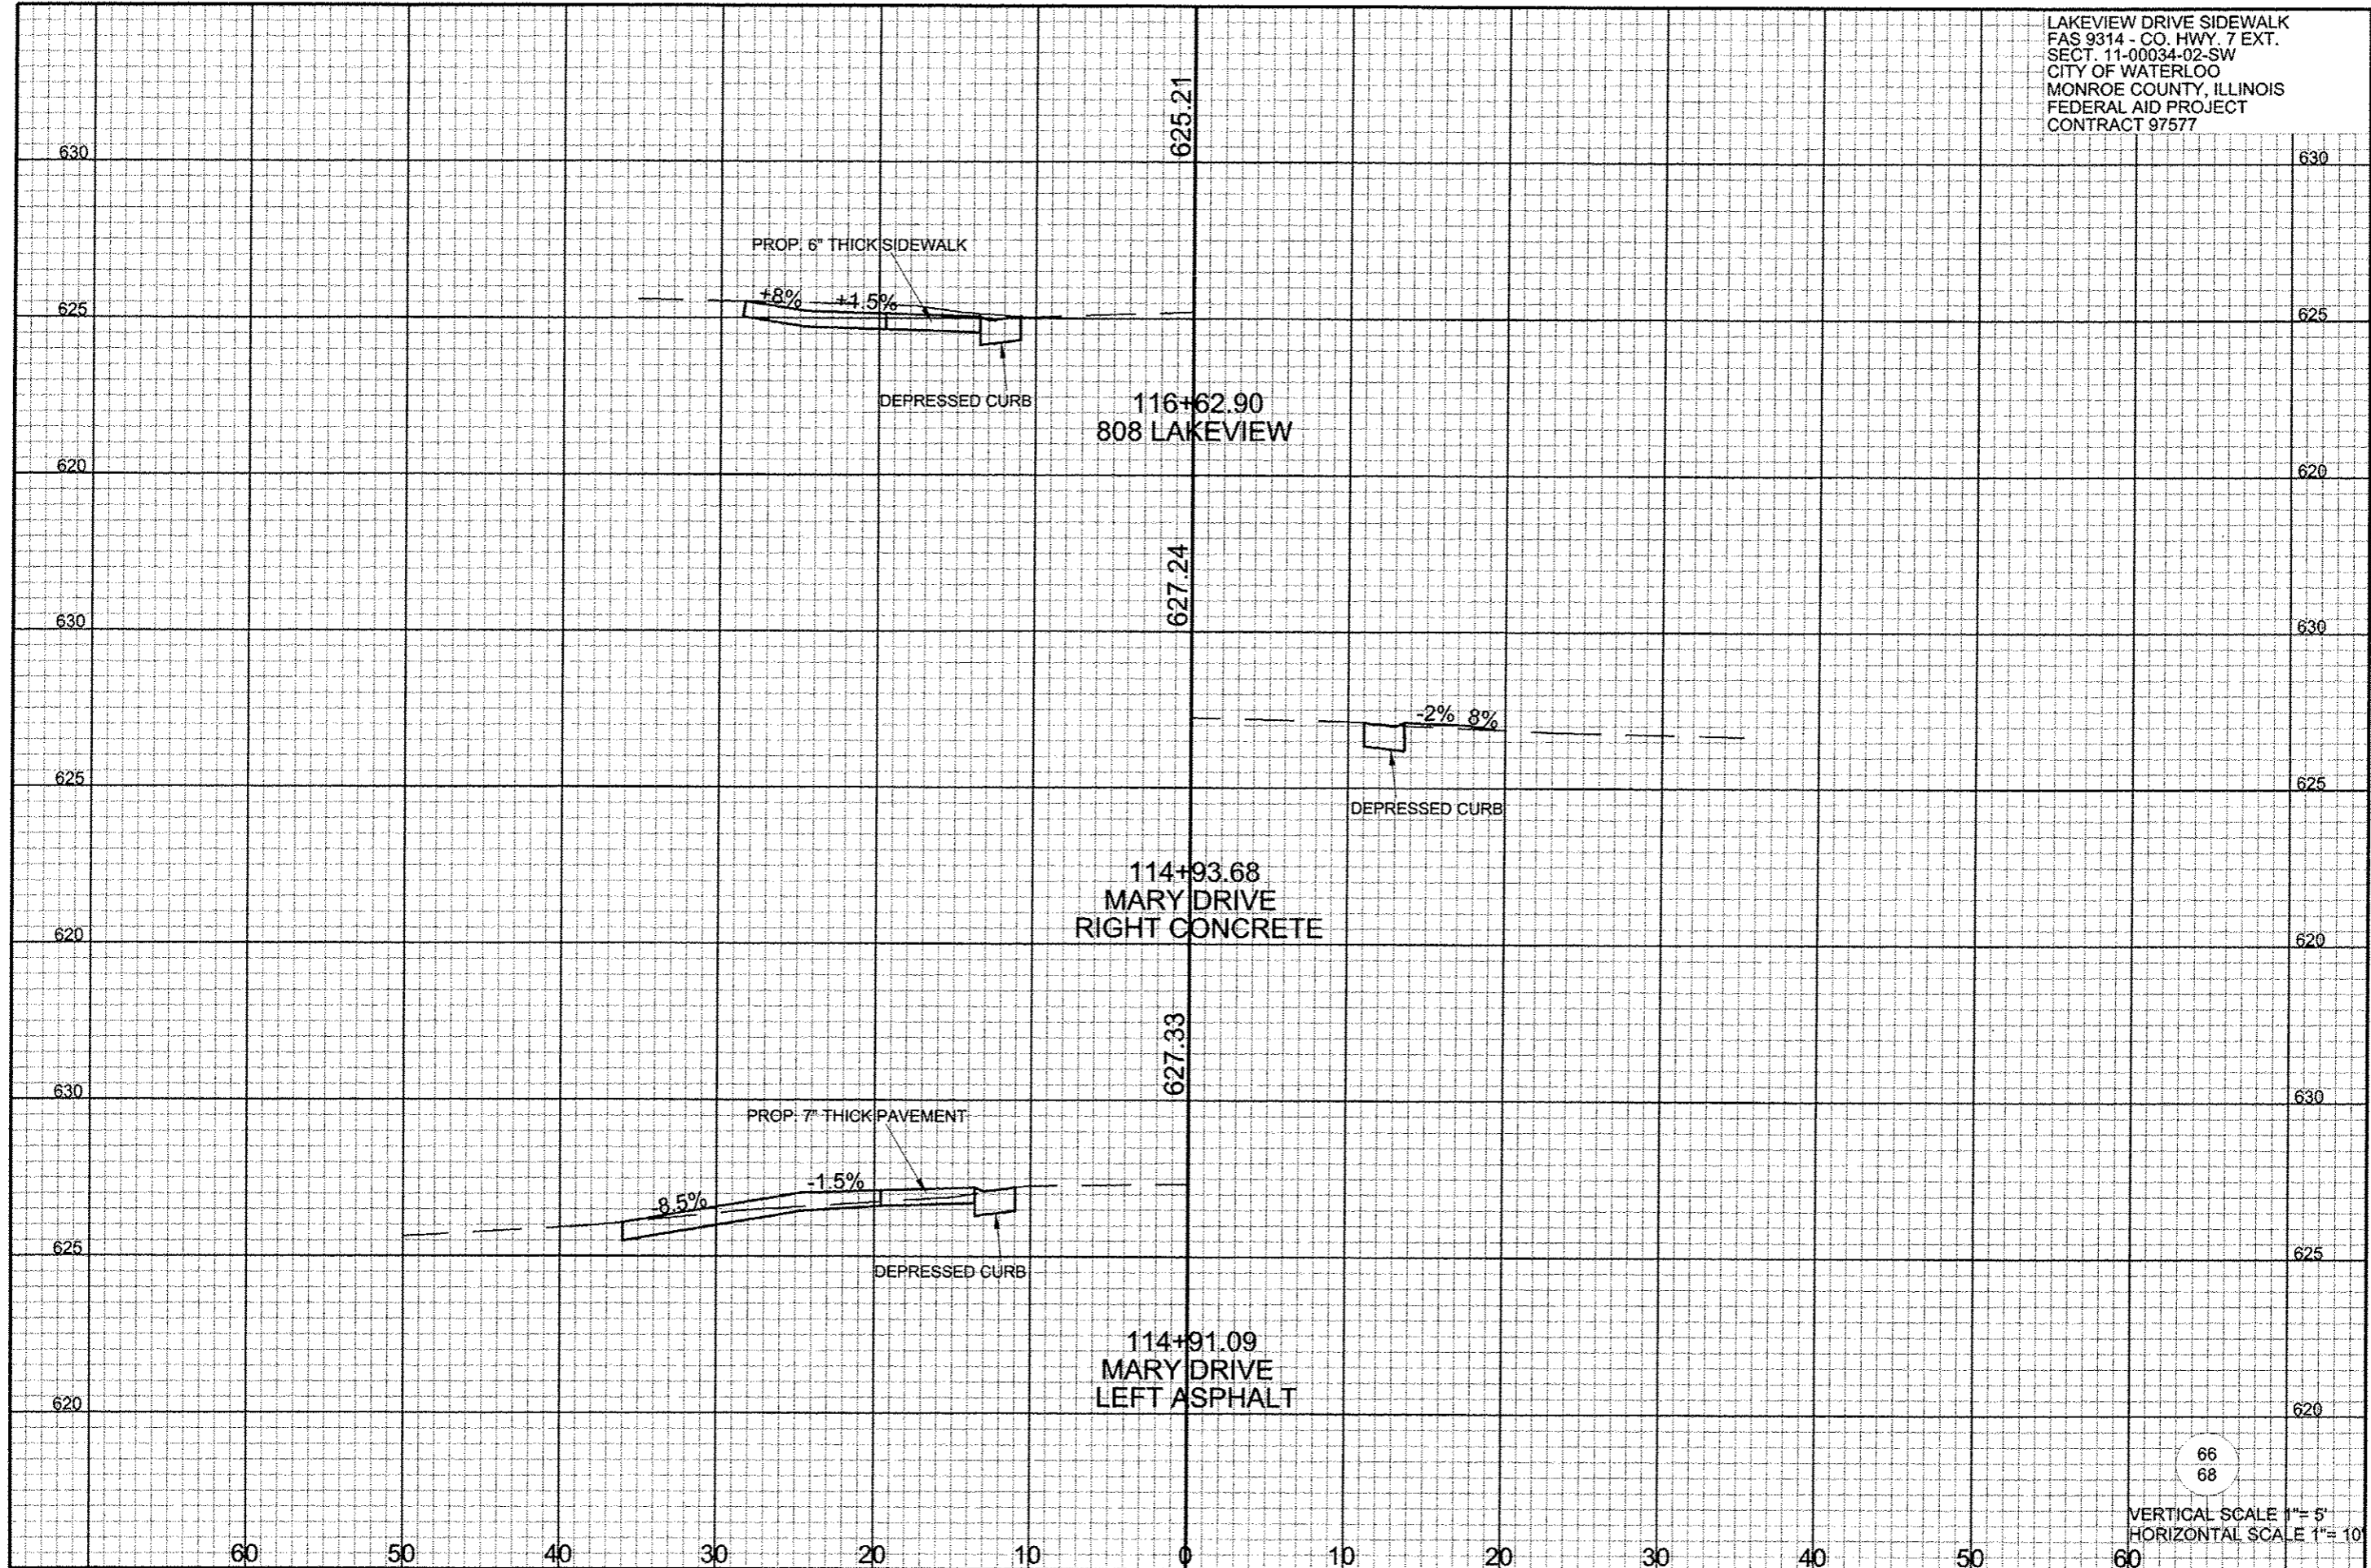 LAKEVIEW DRIVE SIDEWALK
FAS 9314 - CO. HWY. 7 EXT.
SECT. 11-00034-02-SW
CITY OF WATERLOO
MONROE COUNTY, ILLINOIS
FEDERAL AID PROJECT
CONTRACT 97577
625.21
630 630
PROP. 6" THICK SIDEWALK
+8% +1.5%
625 625
DEPRESSED CURB
116+62.90
808 LAKEVIEW
620 620
627.24
630 630
-2% 8%
625 625
DEPRESSED CURB
114+93.68
MARY DRIVE
RIGHT CONCRETE
620 620
627.33
630 630
PROP. 7" THICK PAVEMENT
-8.5% -1.5%
625 625
DEPRESSED CURB
114+91.09
MARY DRIVE
LEFT ASPHALT
620 620
66
68
VERTICAL SCALE 1"= 5'
HORIZONTAL SCALE 1"= 10'
60 50 40 30 20 10 0 10 20 30 40 50 60